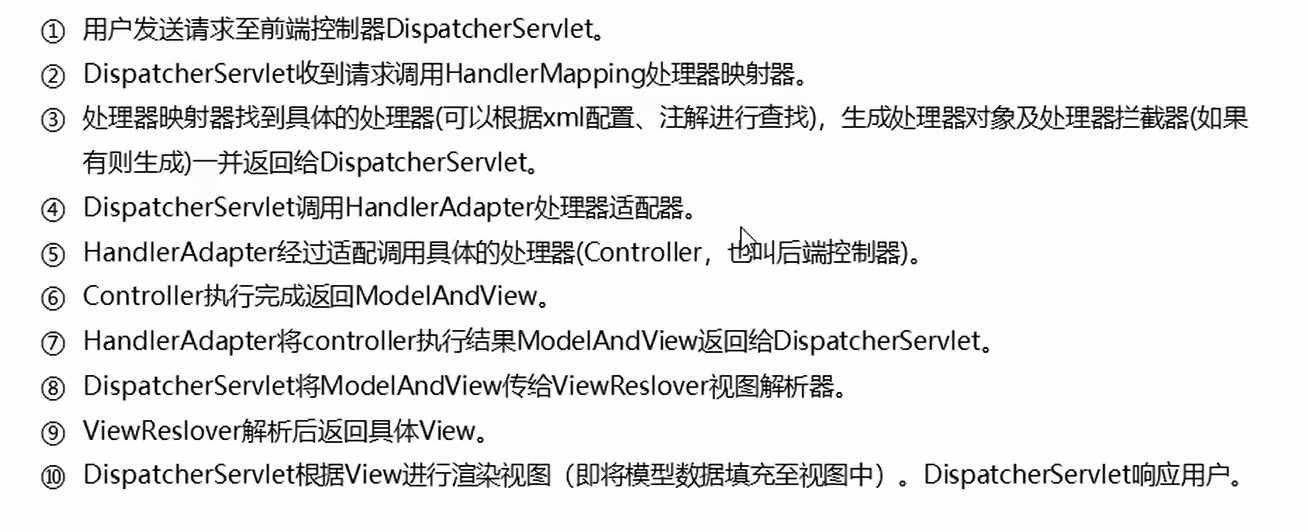 ① 用户发送请求至前端控制器DispatcherServlet。
② DispatcherServlet收到请求调用HandlerMapping处理器映射器。
③ 处理器映射器找到具体的处理器(可以根据xml配置、注解进行查找)，生成处理器对象及处理器拦截器(如果
有则生成)一并返回给DispatcherServlet。
④ DispatcherServlet调用HandlerAdapter处理器适配器。
⑤ HandlerAdapter经过适配调用具体的处理器(Controller，也叫后端控制器)。
⑥ Controller执行完成返回ModelAndView。
⑦ HandlerAdapter将controller执行结果ModelAndView返回给DispatcherServlet。
⑧ DispatcherServlet将ModelAndView传给ViewReslover视图解析器。
⑨ ViewReslover解析后返回具体View。
⑩ DispatcherServlet根据View进行渲染视图（即将模型数据填充至视图中）。DispatcherServlet响应用户。